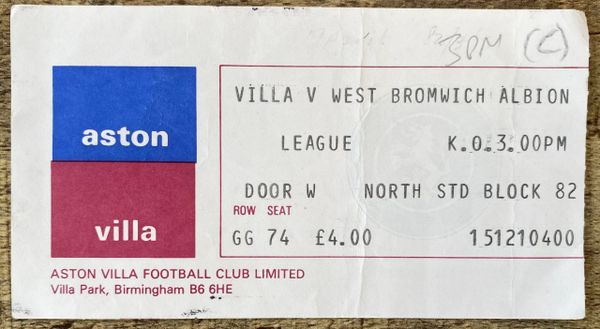 3PM (C)
aston
villa
VILLA V WEST BROMWICH ALBION
LEAGUE K.O.3.00PM
DOOR W NORTH STD BLOCK 82
ROW SEAT
GG 74 £4.00 151210400
ASTON VILLA FOOTBALL CLUB LIMITED
Villa Park, Birmingham B6 6HE